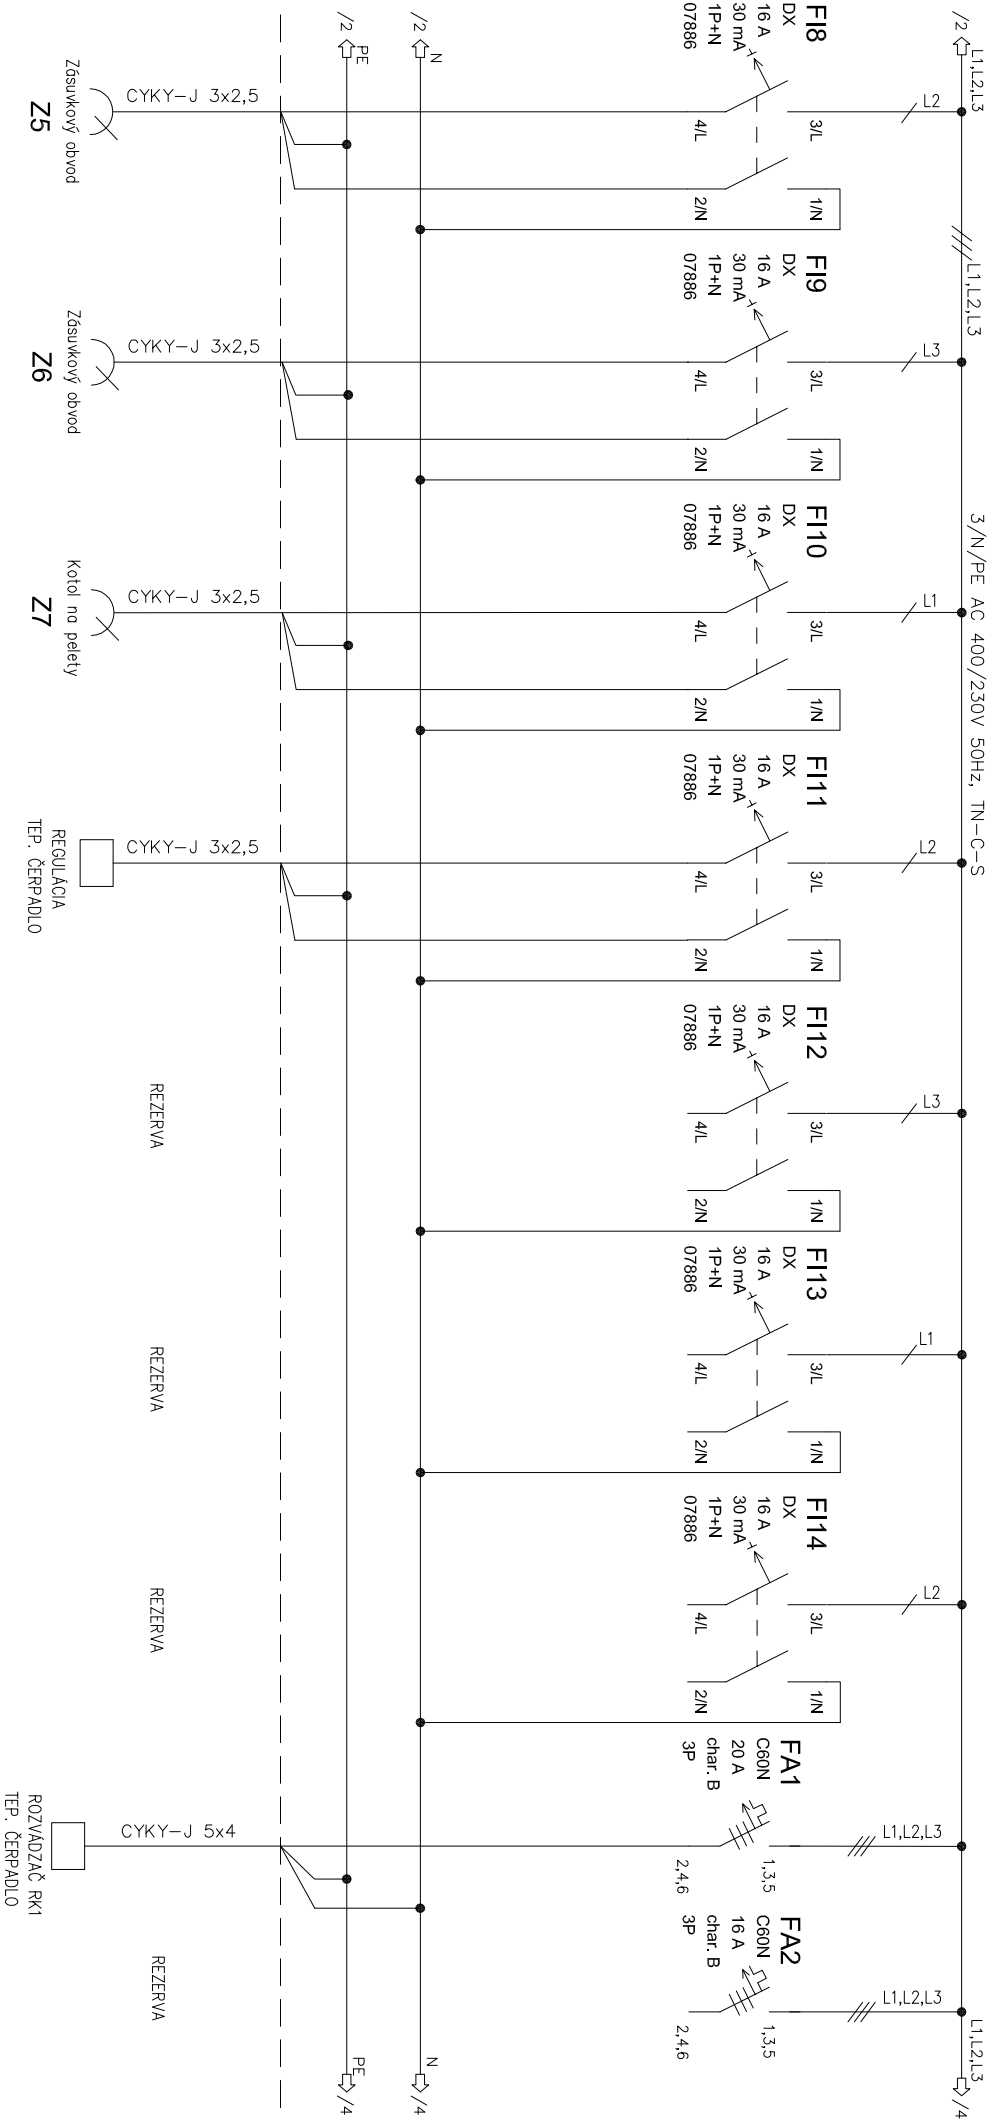 /2
L1,L2,L3
L1,L2,L3
3/N/PE AC 400/230V 50Hz, TN-C-S
L1,L2,L3
/4
/2
N
N
/4
/2
PE
PE
/4
FI8
DX
16 A
30 mA
1P+N
07886
L2
3/L
4/L
1/N
2/N
CYKY-J 3x2,5
Zásuvkový obvod
Z5
FI9
DX
16 A
30 mA
1P+N
07886
L3
3/L
4/L
1/N
2/N
CYKY-J 3x2,5
Zásuvkový obvod
Z6
FI10
DX
16 A
30 mA
1P+N
07886
L1
3/L
4/L
1/N
2/N
CYKY-J 3x2,5
Kotol na pelety
Z7
FI11
DX
16 A
30 mA
1P+N
07886
L2
3/L
4/L
1/N
2/N
CYKY-J 3x2,5
REGULÁCIA
TEP. ČERPADLO
FI12
DX
16 A
30 mA
1P+N
07886
L3
3/L
4/L
1/N
2/N
REZERVA
FI13
DX
16 A
30 mA
1P+N
07886
L1
3/L
4/L
1/N
2/N
REZERVA
FI14
DX
16 A
30 mA
1P+N
07886
L2
3/L
4/L
1/N
2/N
REZERVA
FA1
C60N
20 A
char. B
3P
L1,L2,L3
1,3,5
2,4,6
CYKY-J 5x4
ROZVÁDZAČ RK1
TEP. ČERPADLO
FA2
C60N
16 A
char. B
3P
L1,L2,L3
1,3,5
2,4,6
REZERVA